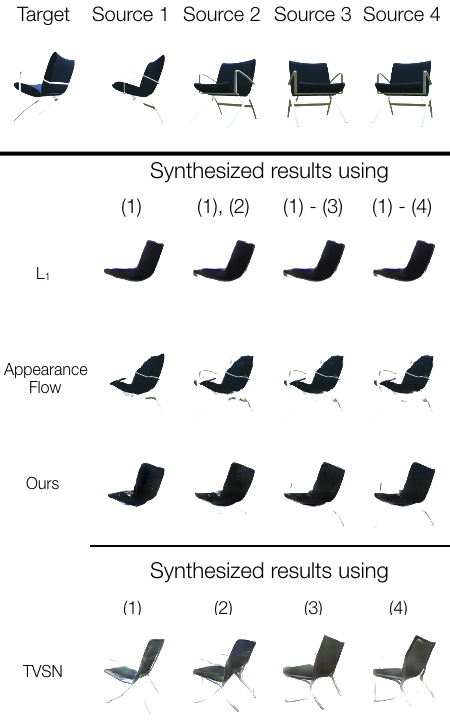 Target Source 1 Source 2 Source 3 Source 4
Synthesized results using
(1) (1), (2) (1) - (3) (1) - (4)
L₁
Appearance
Flow
Ours
Synthesized results using
(1) (2) (3) (4)
TVSN